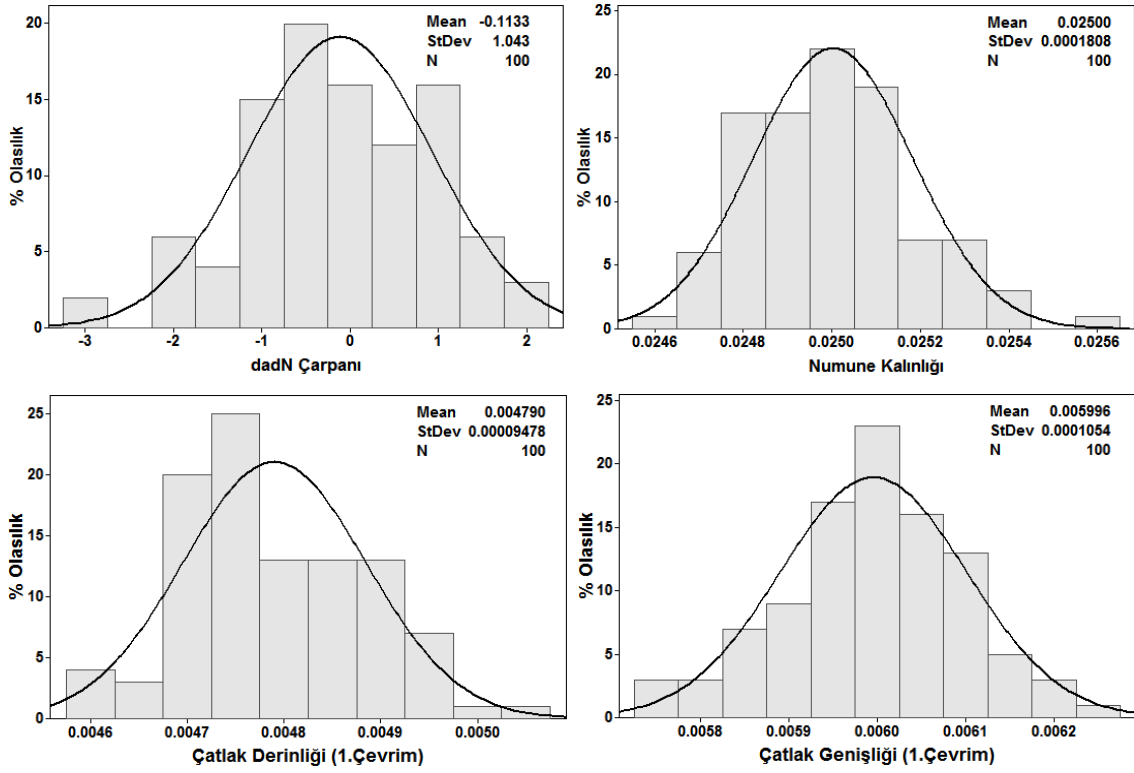 Mean -0.1133
StDev 1.043
N 100
% Olasılık
20
15
10
5
0
-3 -2 -1 0 1 2
dadN Çarpanı
Mean 0.02500
StDev 0.0001808
N 100
% Olasılık
25
20
15
10
5
0
0.0246 0.0248 0.0250 0.0252 0.0254 0.0256
Numune Kalınlığı
Mean 0.004790
StDev 0.00009478
N 100
% Olasılık
25
20
15
10
5
0
0.0046 0.0047 0.0048 0.0049 0.0050
Çatlak Derinliği (1.Çevrim)
Mean 0.005996
StDev 0.0001054
N 100
% Olasılık
25
20
15
10
5
0
0.0058 0.0059 0.0060 0.0061 0.0062
Çatlak Genişliği (1.Çevrim)